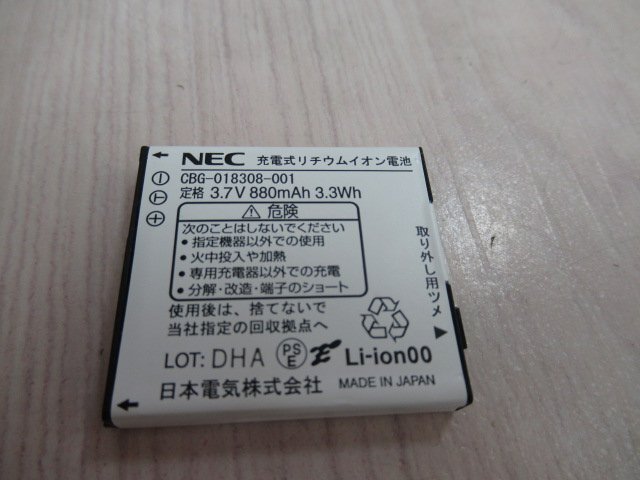 NEC 充電式リチウムイオン電池
CBG-018308-001
定格 3.7V 880mAh 3.3Wh
危険
次のことはしないでください
・指定機器以外での使用
・火中投入や加熱
・専用充電器以外での充電
・分解・改造・端子のショート
使用後は、捨てないで
当社指定の回収拠点へ
取り外し用ツメ
LOT: DHA PSE Li-ion00
日本電気株式会社 MADE IN JAPAN